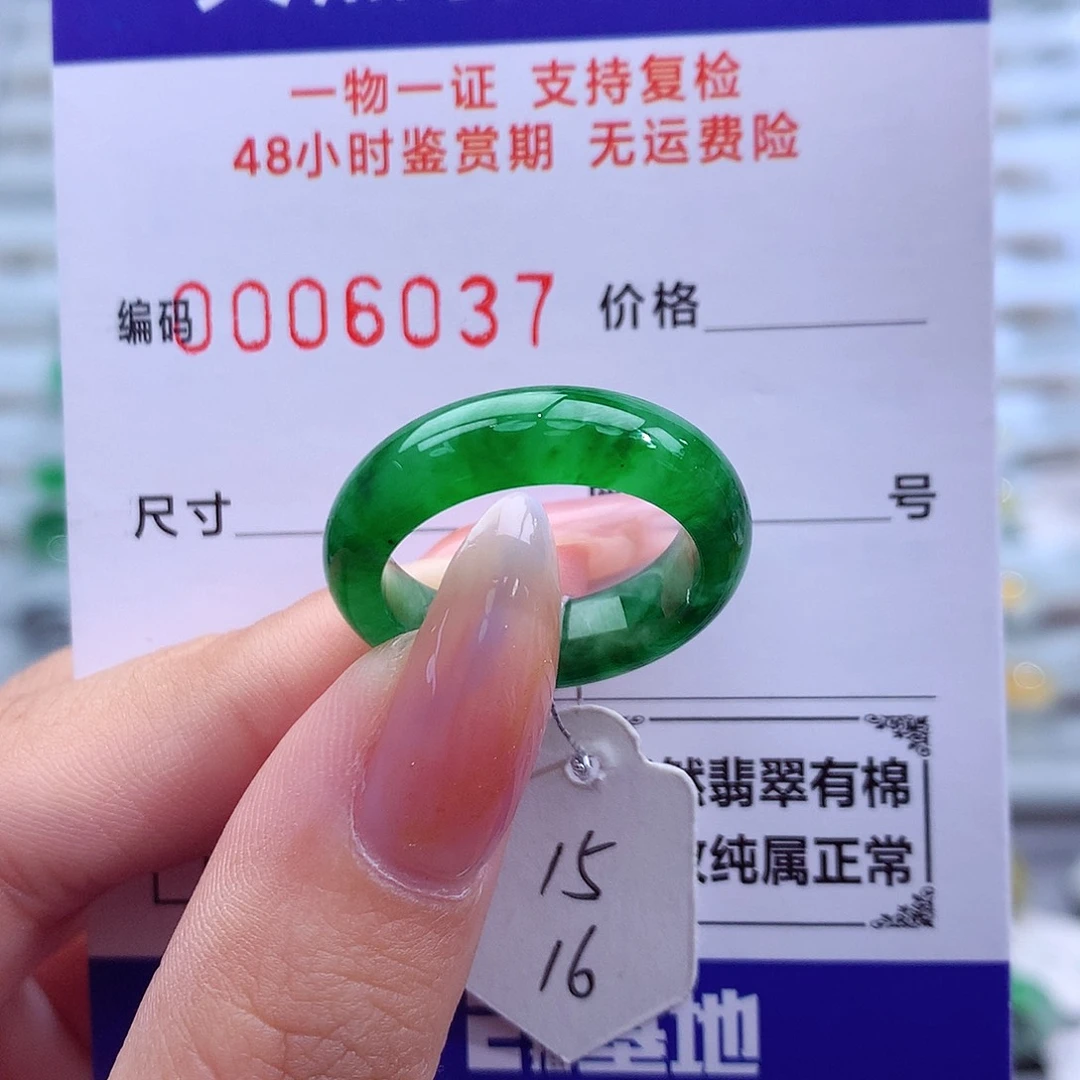 一物一证 支持复检
48小时鉴赏期 无运费险
编码0006037 价格
尺寸 号
翡翠有棉
纯属正常
15
16
基地